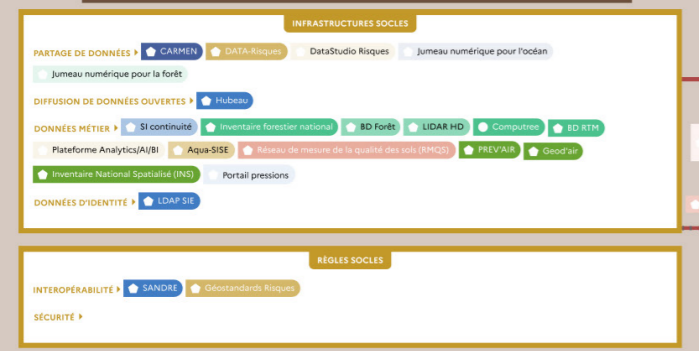 INFRASTRUCTURES SOCLES
PARTAGE DE DONNÉES CARMEN DATA-Risques DataStudio Risques Jumeau numérique pour l'océan
Jumeau numérique pour la forêt
DIFFUSION DE DONNÉES OUVERTES Hubeau
DONNÉES MÉTIER SI continuité Inventaire forestier national BD Forêt LIDAR HD Computree BD RTM
Plateforme Analytics/AI/BI Aqua-SISE Réseau de mesure de la qualité des sols (RMQS) PREV'AIR Geod'air
Inventaire National Spatialisé (INS) Portail pressions
DONNÉES D'IDENTITÉ LDAP SIE
RÈGLES SOCLES
INTEROPÉRABILITÉ SANDRE Géostandards Risques
SÉCURITÉ